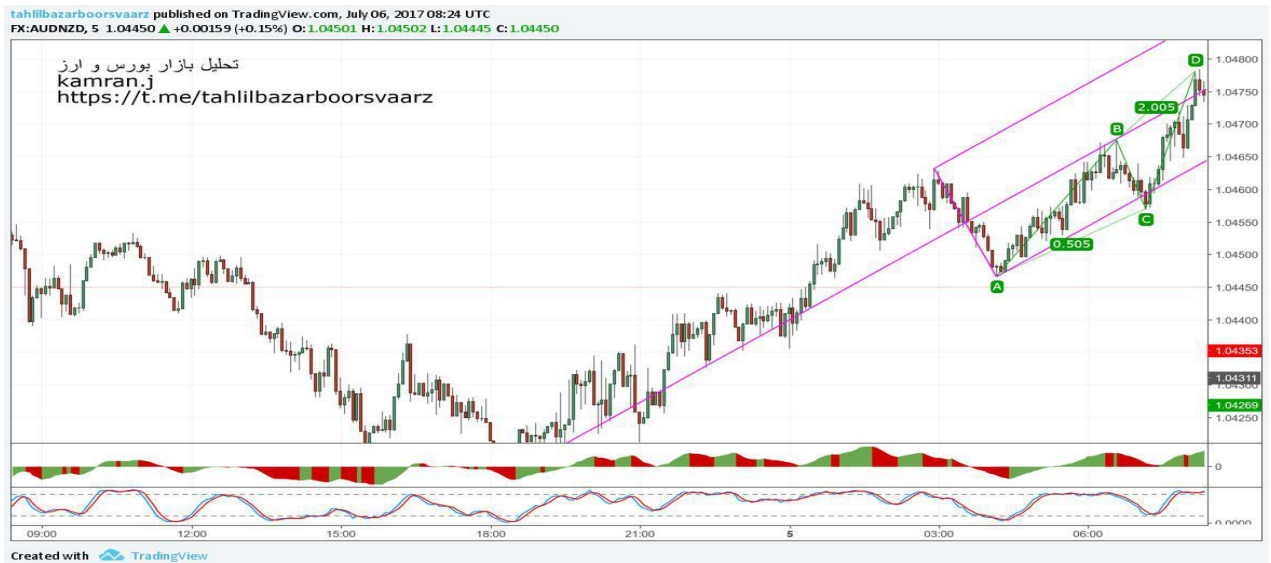 tahlilbazarboorsvaarz published on TradingView.com, July 06, 2017 08:24 UTC
FX:AUDNZD, 5 1.04450 ▲ +0.00159 (+0.15%) O:1.04501 H:1.04502 L:1.04445 C:1.04450
تحلیل بازار بورس و ارز
kamran.j
https://t.me/tahlilbazarboorsvaarz
D
1.04800
1.04750
2.005
B
1.04700
1.04650
1.04600
C
1.04550
0.505
1.04500
A
1.04450
1.04400
1.04353
1.04311
1.04300
1.04269
1.04250
0
0.0000
09:00 12:00 15:00 18:00 21:00 5 03:00 06:00
Created with TradingView